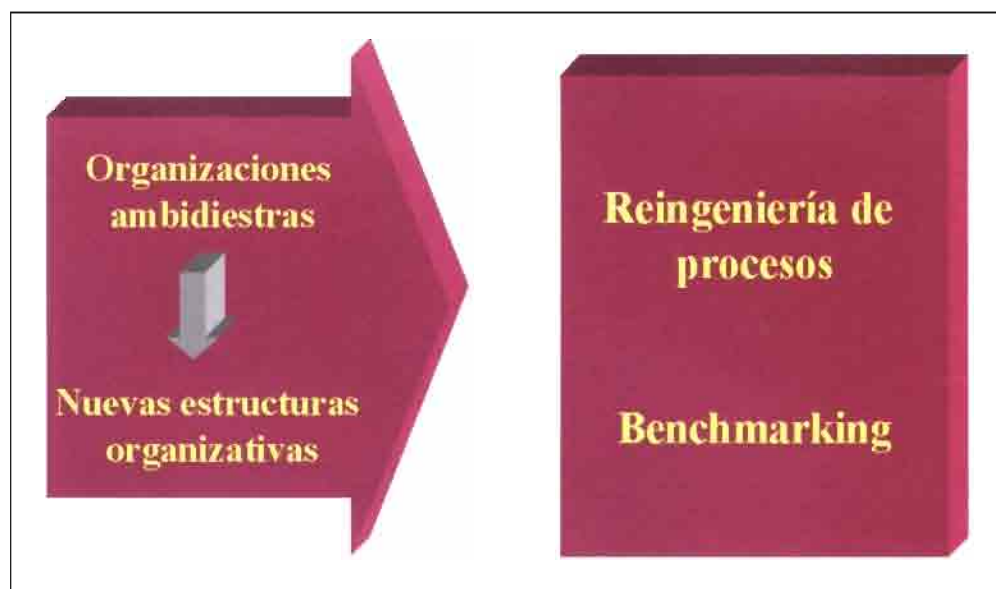 Organizaciones
ambidiestras
Nuevas estructuras
organizativas
Reingeniería de
procesos
Benchmarking